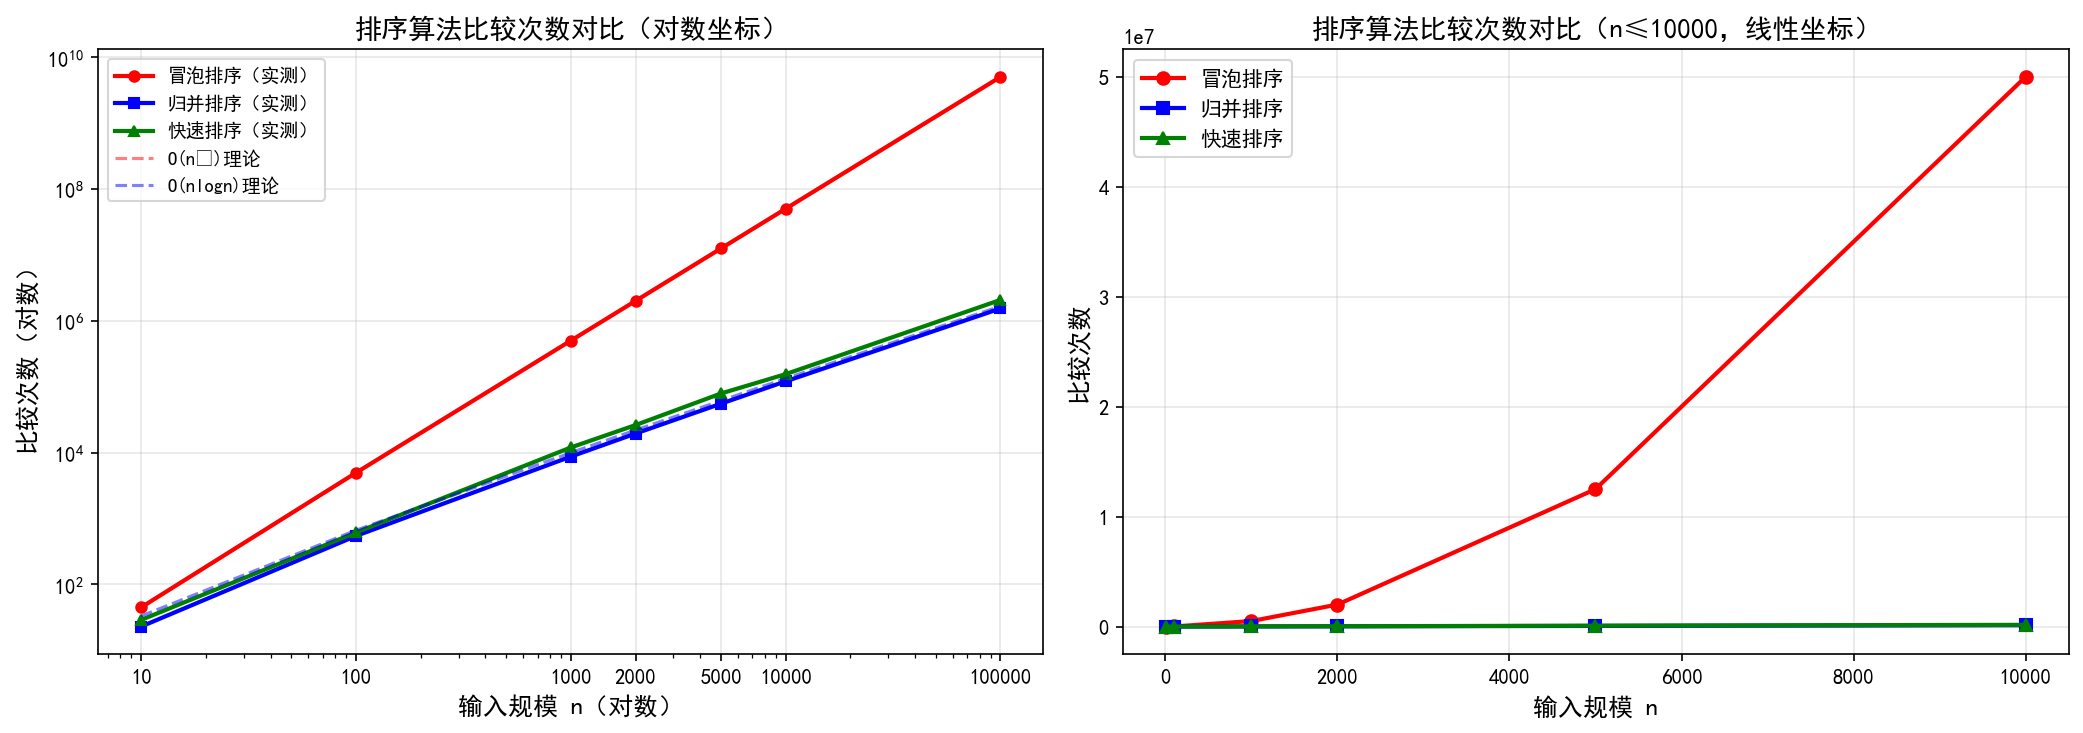 排序算法比较次数对比（对数坐标）
10^10
10^8
10^6
10^4
10^2
比较次数（对数）
冒泡排序（实测）
归并排序（实测）
快速排序（实测）
O(n□)理论
O(nlogn)理论
10 100 1000 2000 5000 10000 100000
输入规模 n（对数）
排序算法比较次数对比（n≤10000，线性坐标）
1e7
5
4
3
2
1
0
比较次数
冒泡排序
归并排序
快速排序
0 2000 4000 6000 8000 10000
输入规模 n